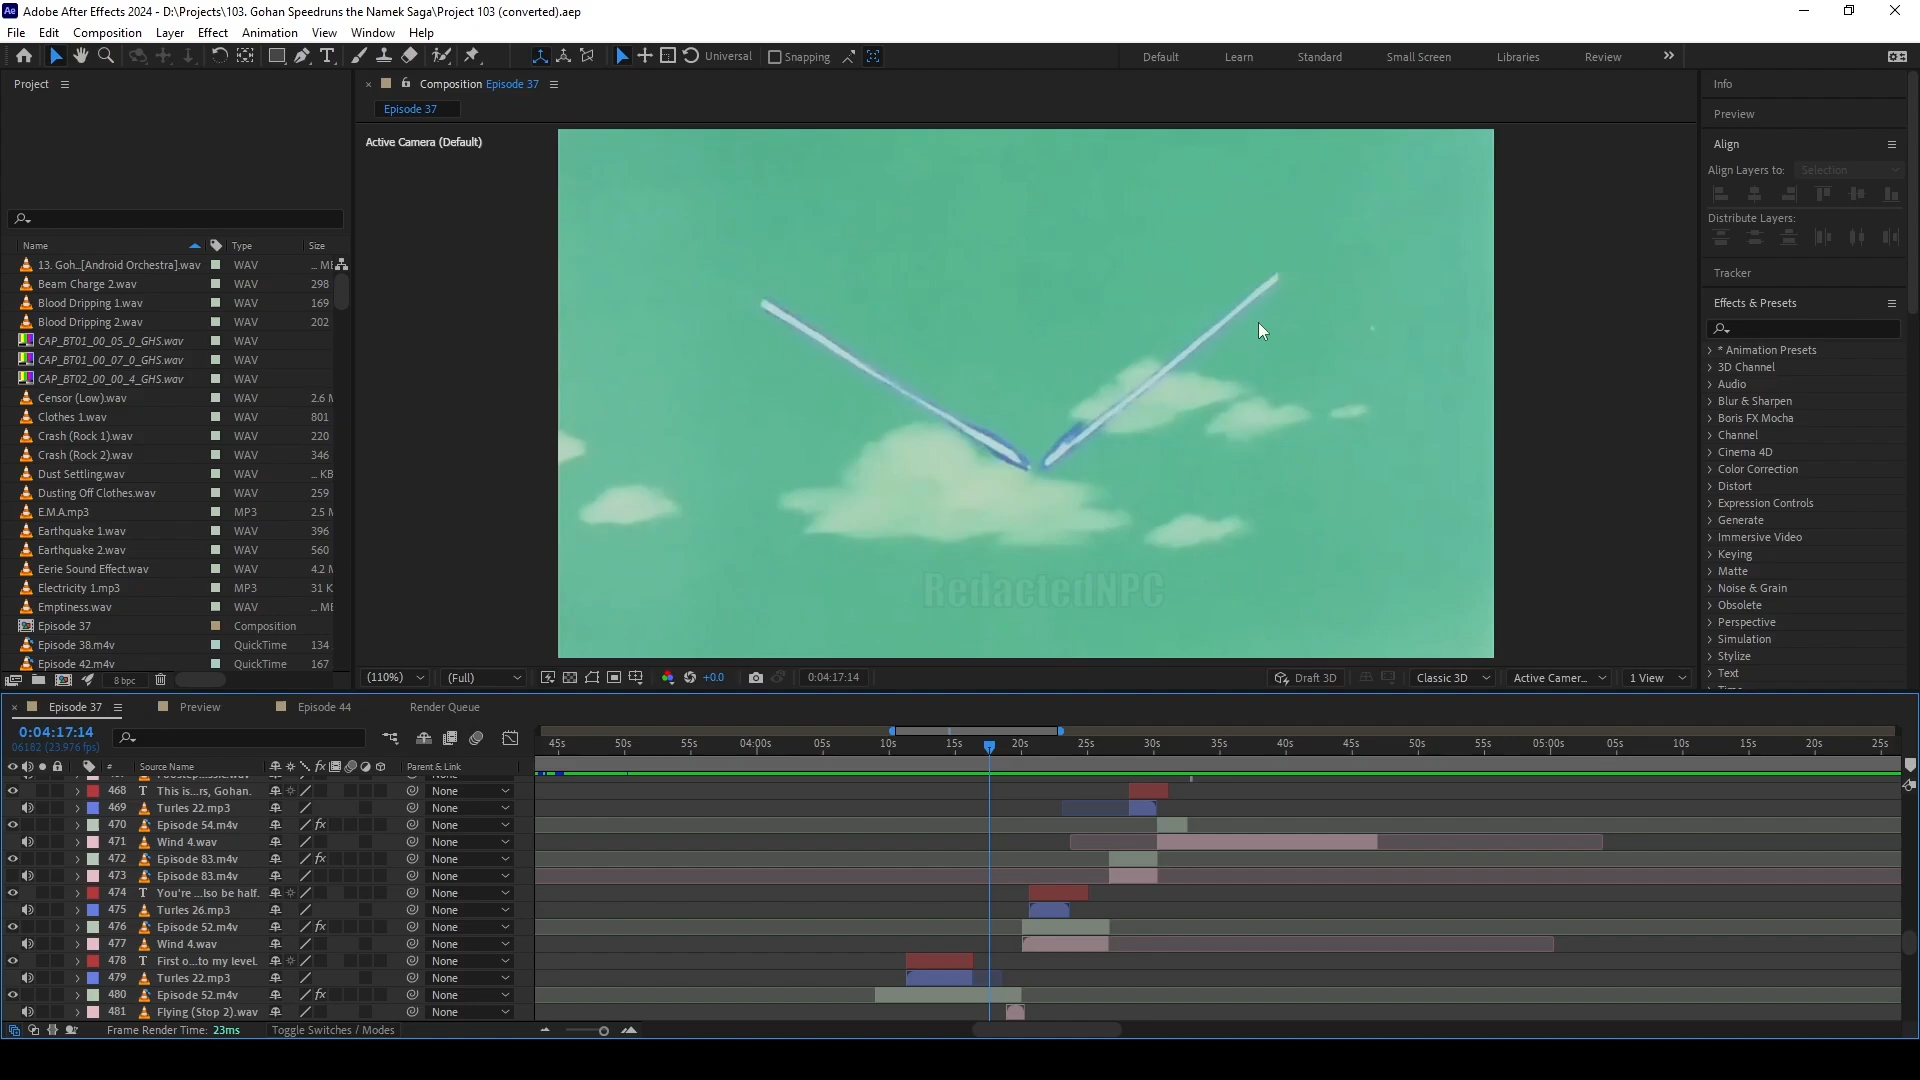 Adobe After Effects 2024 - D:\Projects\103. Gohan Speedruns the Namek Saga\Project 103 (converted).aep
File Edit Composition Layer Effect Animation View Window Help
Universal Snapping Default Learn Standard Small Screen Libraries Review
Project
Composition Episode 37
Episode 37
Active Camera (Default)
Name Type Size
13. Goh...[Android Orchestra].wav WAV
Beam Charge 2.wav WAV 298
Blood Dripping 1.wav WAV 169
Blood Dripping 2.wav WAV 202
CAP_BT01_00_05_0_GHS.wav WAV
CAP_BT01_00_07_0_GHS.wav WAV
CAP_BT02_00_00_4_GHS.wav WAV
Censor (Low).wav WAV 2.6
Clothes 1.wav WAV 801
Crash (Rock 1).wav WAV 220
Crash (Rock 2).wav WAV 346
Dust Settling.wav WAV ... KB
Dusting Off Clothes.wav WAV 259
E.M.A.mp3 MP3 2.5
Earthquake 1.wav WAV 396
Earthquake 2.wav WAV 560
Eerie Sound Effect.wav WAV 4.2
Electricity 1.mp3 MP3 31 K
Emptiness.wav WAV
Episode 37 Composition
Episode 38.m4v QuickTime 134
Episode 42.m4v QuickTime 167
8 bpc
RedactedNPC
(110%) (Full) +0.0 0:04:17:14 Draft 3D Classic 3D Active Camer... 1 View
Info
Preview
Align
Align Layers to: Selection
Distribute Layers:
Tracker
Effects & Presets
* Animation Presets
3D Channel
Audio
Blur & Sharpen
Boris FX Mocha
Channel
Cinema 4D
Color Correction
Distort
Expression Controls
Generate
Immersive Video
Keying
Matte
Noise & Grain
Obsolete
Perspective
Simulation
Stylize
Text
Episode 37 Preview Episode 44 Render Queue
0:04:17:14
06182 (23.976 fps)
45s 50s 55s 04:00s 05s 10s 15s 20s 25s 30s 35s 40s 45s 50s 55s 05:00s 05s 10s 15s 20s 25s
# Source Name fx Parent & Link
468 T This is...rs, Gohan. None
469 Turles 22.mp3 None
470 Episode 54.m4v fx None
471 Wind 4.wav None
472 Episode 83.m4v fx None
473 Episode 83.m4v None
474 T You're ...lso be half. None
475 Turles 26.mp3 None
476 Episode 52.m4v fx None
477 Wind 4.wav None
478 T First o...to my level. None
479 Turles 22.mp3 None
480 Episode 52.m4v fx None
481 Flying (Stop 2).wav None
Frame Render Time: 23ms Toggle Switches / Modes